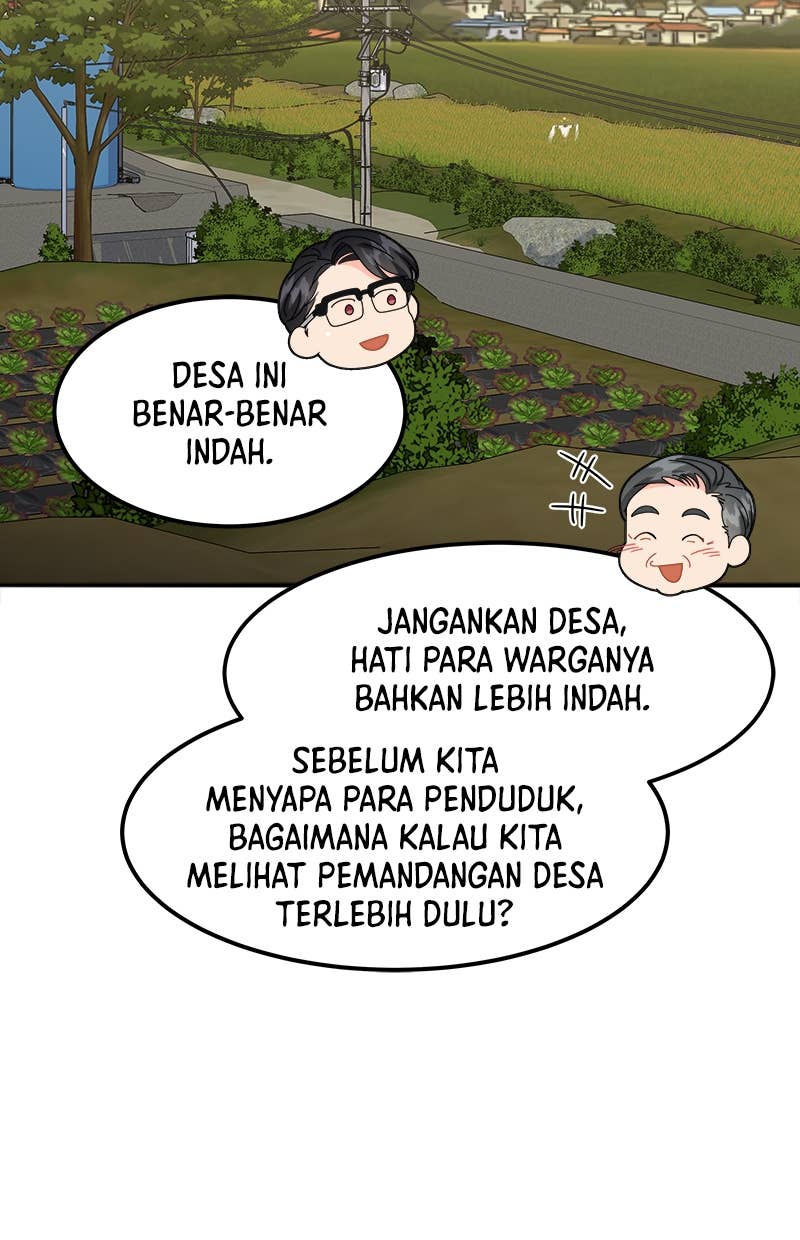 DESA INI
BENAR-BENAR
INDAH.
JANGANKAN DESA,
HATI PARA WARGANYA
BAHKAN LEBIH INDAH.
SEBELUM KITA
MENYAPA PARA PENDUDUK,
BAGAIMANA KALAU KITA
MELIHAT PEMANDANGAN DESA
TERLEBIH DULU?